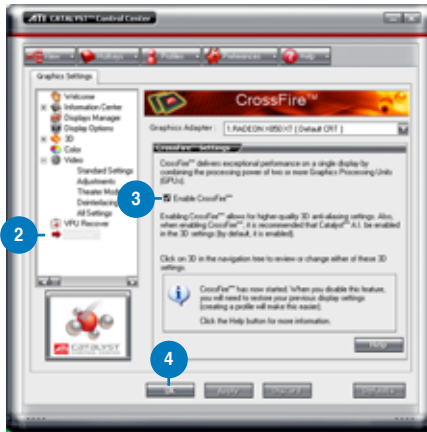 ATI CATALYST™ Control Center
View
Hotkeys
Profiles
Preferences
Help
Graphics Settings
Welcome
Information Center
Displays Manager
Display Options
3D
Color
Video
Standard Settings
Adjustments
Theater Mode
Deinterlacing
All Settings
VPU Recover
2
CATALYST
CrossFire™
Graphics Adapter :
1.RADEON X850 XT ( Default CRT )
CrossFire™ Settings
CrossFire™ delivers exceptional performance on a single display by
combining the processing power of two or more Graphics Processing Units
(GPUs).
3
Enable CrossFire™
Enabling CrossFire™ allows for higher-quality 3D anti-aliasing settings. Also,
when enabling CrossFire™, it is recommended that Catalyst™ A.I. be enabled
in the 3D settings (by default, it is enabled).
Click on 3D in the navigation tree to review or change either of these 3D
settings.
CrossFire™ has now started. When you disable this feature,
you will need to restore your previous display settings
(creating a profile will make this easier).
Click the Help button for more information.
Help
4
OK
Apply
Discard
Defaults